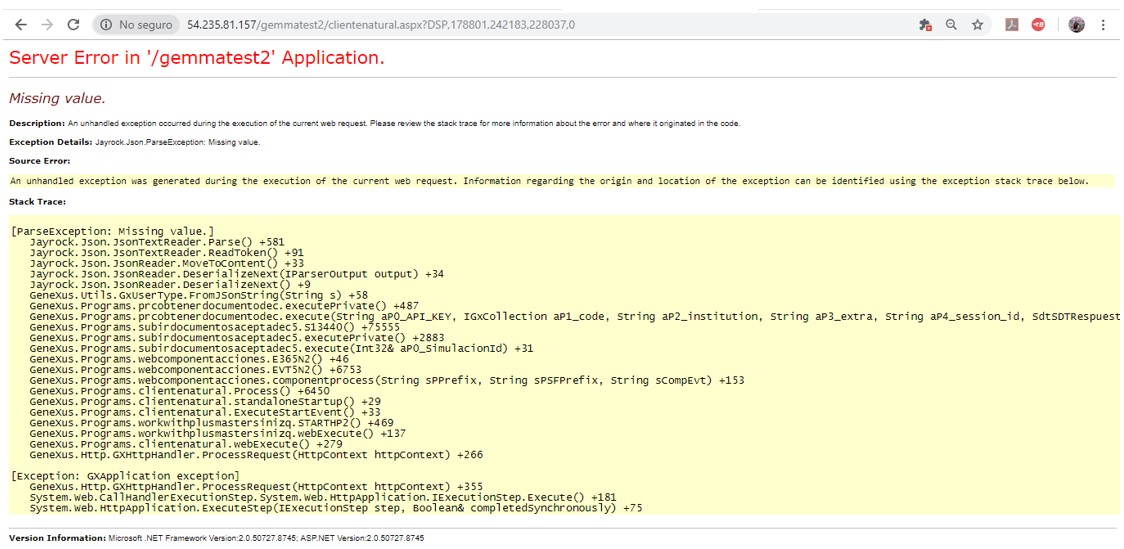 No seguro
54.235.81.157/gemmatest2/clientenatural.aspx?DSP,178801,242183,228037,0
Server Error in '/gemmatest2' Application.
Missing value.
Description: An unhandled exception occurred during the execution of the current web request. Please review the stack trace for more information about the error and where it originated in the code.
Exception Details: Jayrock.Json.ParseException: Missing value.
Source Error:
An unhandled exception was generated during the execution of the current web request. Information regarding the origin and location of the exception can be identified using the exception stack trace below.
Stack Trace:
[ParseException: Missing value.]
Jayrock.Json.JsonTextReader.Parse() +581
Jayrock.Json.JsonTextReader.ReadToken() +91
Jayrock.Json.JsonReader.MoveToContent() +33
Jayrock.Json.JsonReader.DeserializeNext(IParserOutput output) +34
Jayrock.Json.JsonReader.DeserializeNext() +9
GeneXus.Utils.GxUserType.FromJSonString(String s) +58
GeneXus.Programs.prcobtenerdocumentodec.executePrivate() +487
GeneXus.Programs.prcobtenerdocumentodec.execute(String aP0_API_KEY, IGxCollection aP1_code, String aP2_institution, String aP3_extra, String aP4_session_id, SdtSDTRespuest
GeneXus.Programs.subirdocumentosaceptadec5.S13440() +75555
GeneXus.Programs.subirdocumentosaceptadec5.executePrivate() +2883
GeneXus.Programs.subirdocumentosaceptadec5.execute(Int32& aP0_SimulacionId) +31
GeneXus.Programs.webcomponentacciones.E365N2() +46
GeneXus.Programs.webcomponentacciones.EVT5N2() +6753
GeneXus.Programs.webcomponentacciones.componentprocess(String sPPrefix, String sPSFPrefix, String sCompEvt) +153
GeneXus.Programs.clientenatural.Process() +6450
GeneXus.Programs.clientenatural.standaloneStartup() +29
GeneXus.Programs.clientenatural.ExecuteStartEvent() +33
GeneXus.Programs.workwithplusmastersinizq.STARTHP2() +469
GeneXus.Programs.workwithplusmastersinizq.webExecute() +137
GeneXus.Programs.clientenatural.webExecute() +279
GeneXus.Http.GXHttpHandler.ProcessRequest(HttpContext httpContext) +266
[Exception: GXApplication exception]
GeneXus.Http.GXHttpHandler.ProcessRequest(HttpContext httpContext) +355
System.Web.CallHandlerExecutionStep.System.Web.HttpApplication.IExecutionStep.Execute() +181
System.Web.HttpApplication.ExecuteStep(IExecutionStep step, Boolean& completedSynchronously) +75
Version Information: Microsoft .NET Framework Version:2.0.50727.8745; ASP.NET Version:2.0.50727.8745